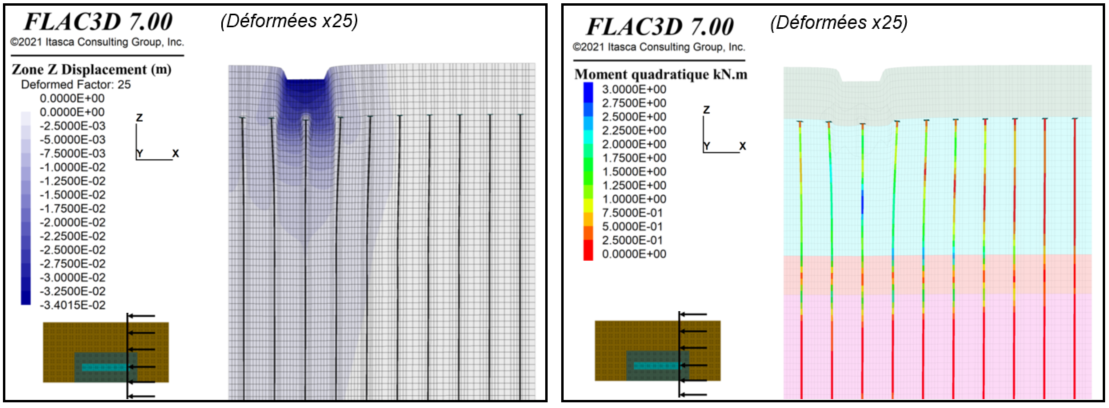 FLAC3D 7.00
©2021 Itasca Consulting Group, Inc.
(Déformées x25)
Zone Z Displacement (m)
Deformed Factor: 25
0.0000E+00
0.0000E+00
-2.5000E-03
-5.0000E-03
-7.5000E-03
-1.0000E-02
-1.2500E-02
-1.5000E-02
-1.7500E-02
-2.0000E-02
-2.2500E-02
-2.5000E-02
-2.7500E-02
-3.0000E-02
-3.2500E-02
-3.4015E-02
Z
Y
X
FLAC3D 7.00
©2021 Itasca Consulting Group, Inc.
(Déformées x25)
Moment quadratique kN.m
3.0000E+00
2.7500E+00
2.5000E+00
2.2500E+00
2.0000E+00
1.7500E+00
1.5000E+00
1.2500E+00
1.0000E+00
7.5000E-01
5.0000E-01
2.5000E-01
0.0000E+00
Z
Y
X